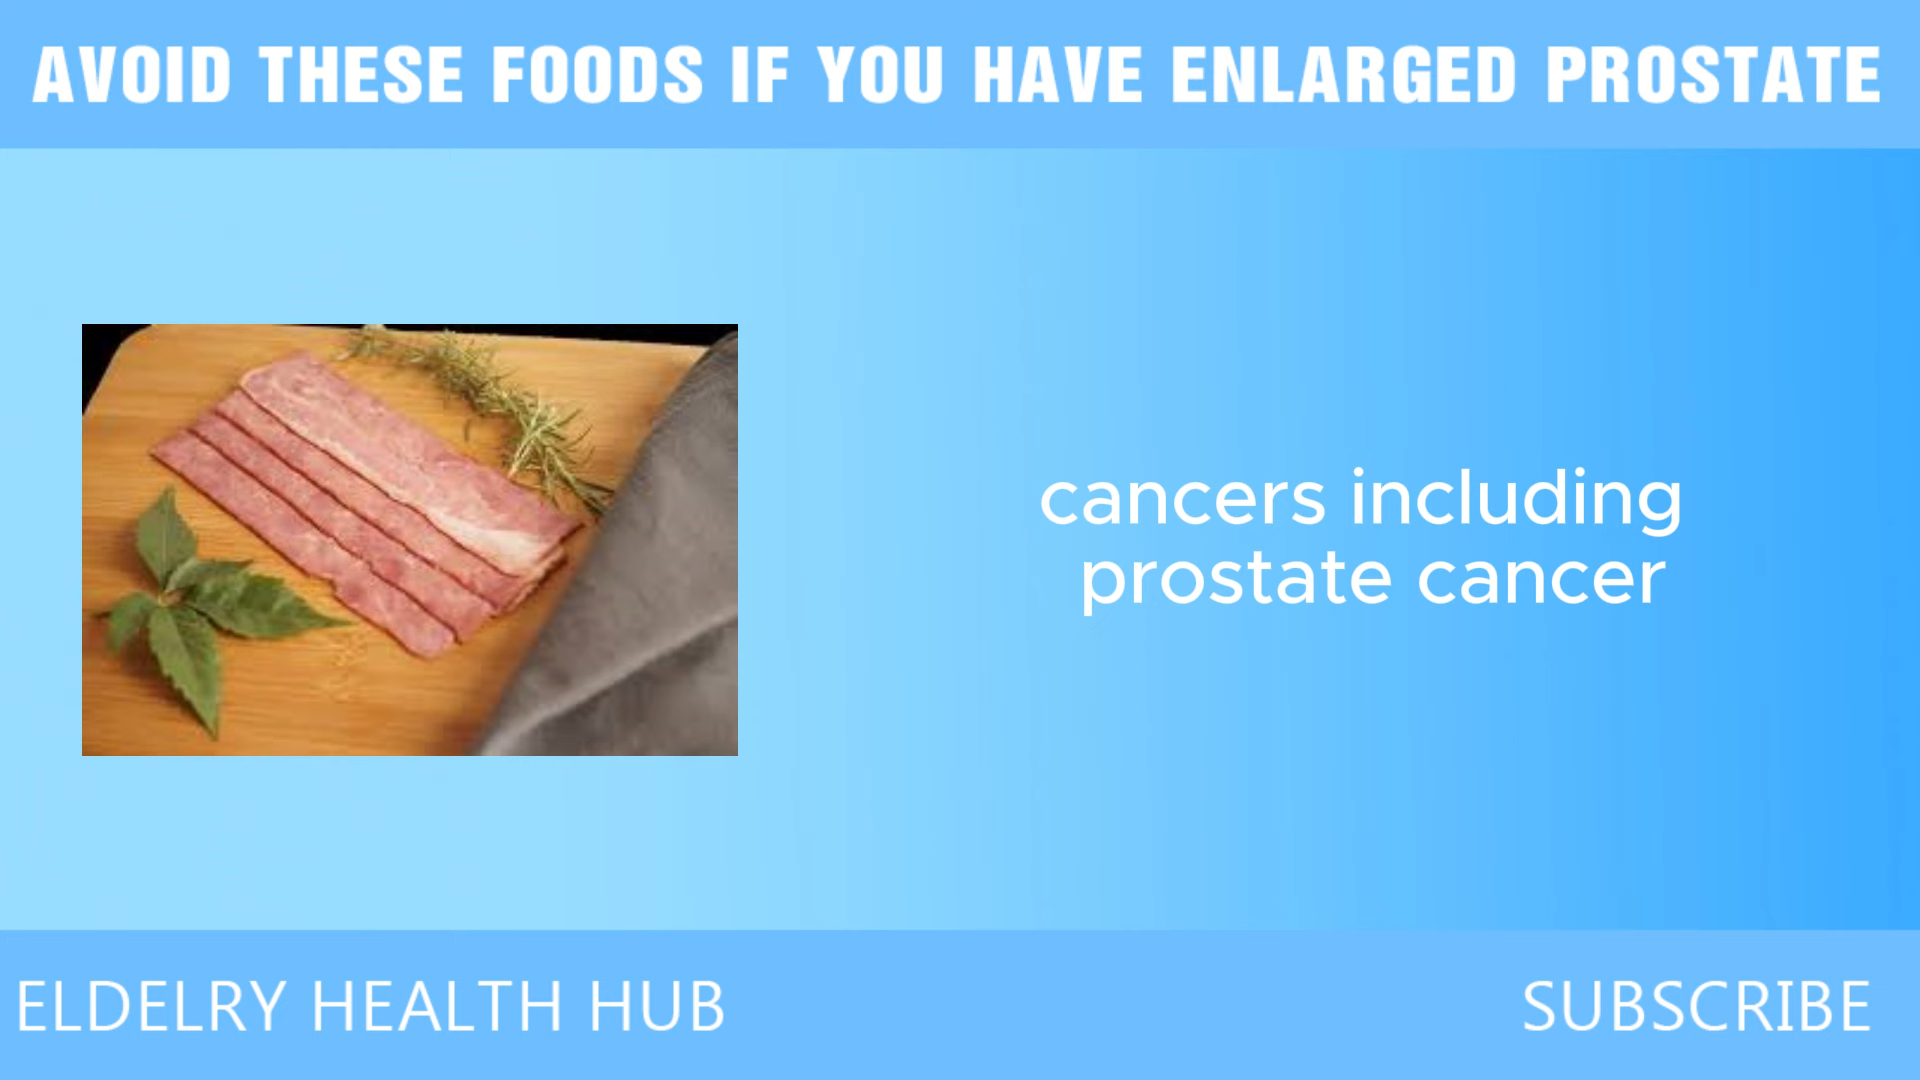 AVOID THESE FOODS IF YOU HAVE ENLARGED PROSTATE
cancers including
prostate cancer
ELDELRY HEALTH HUB
SUBSCRIBE